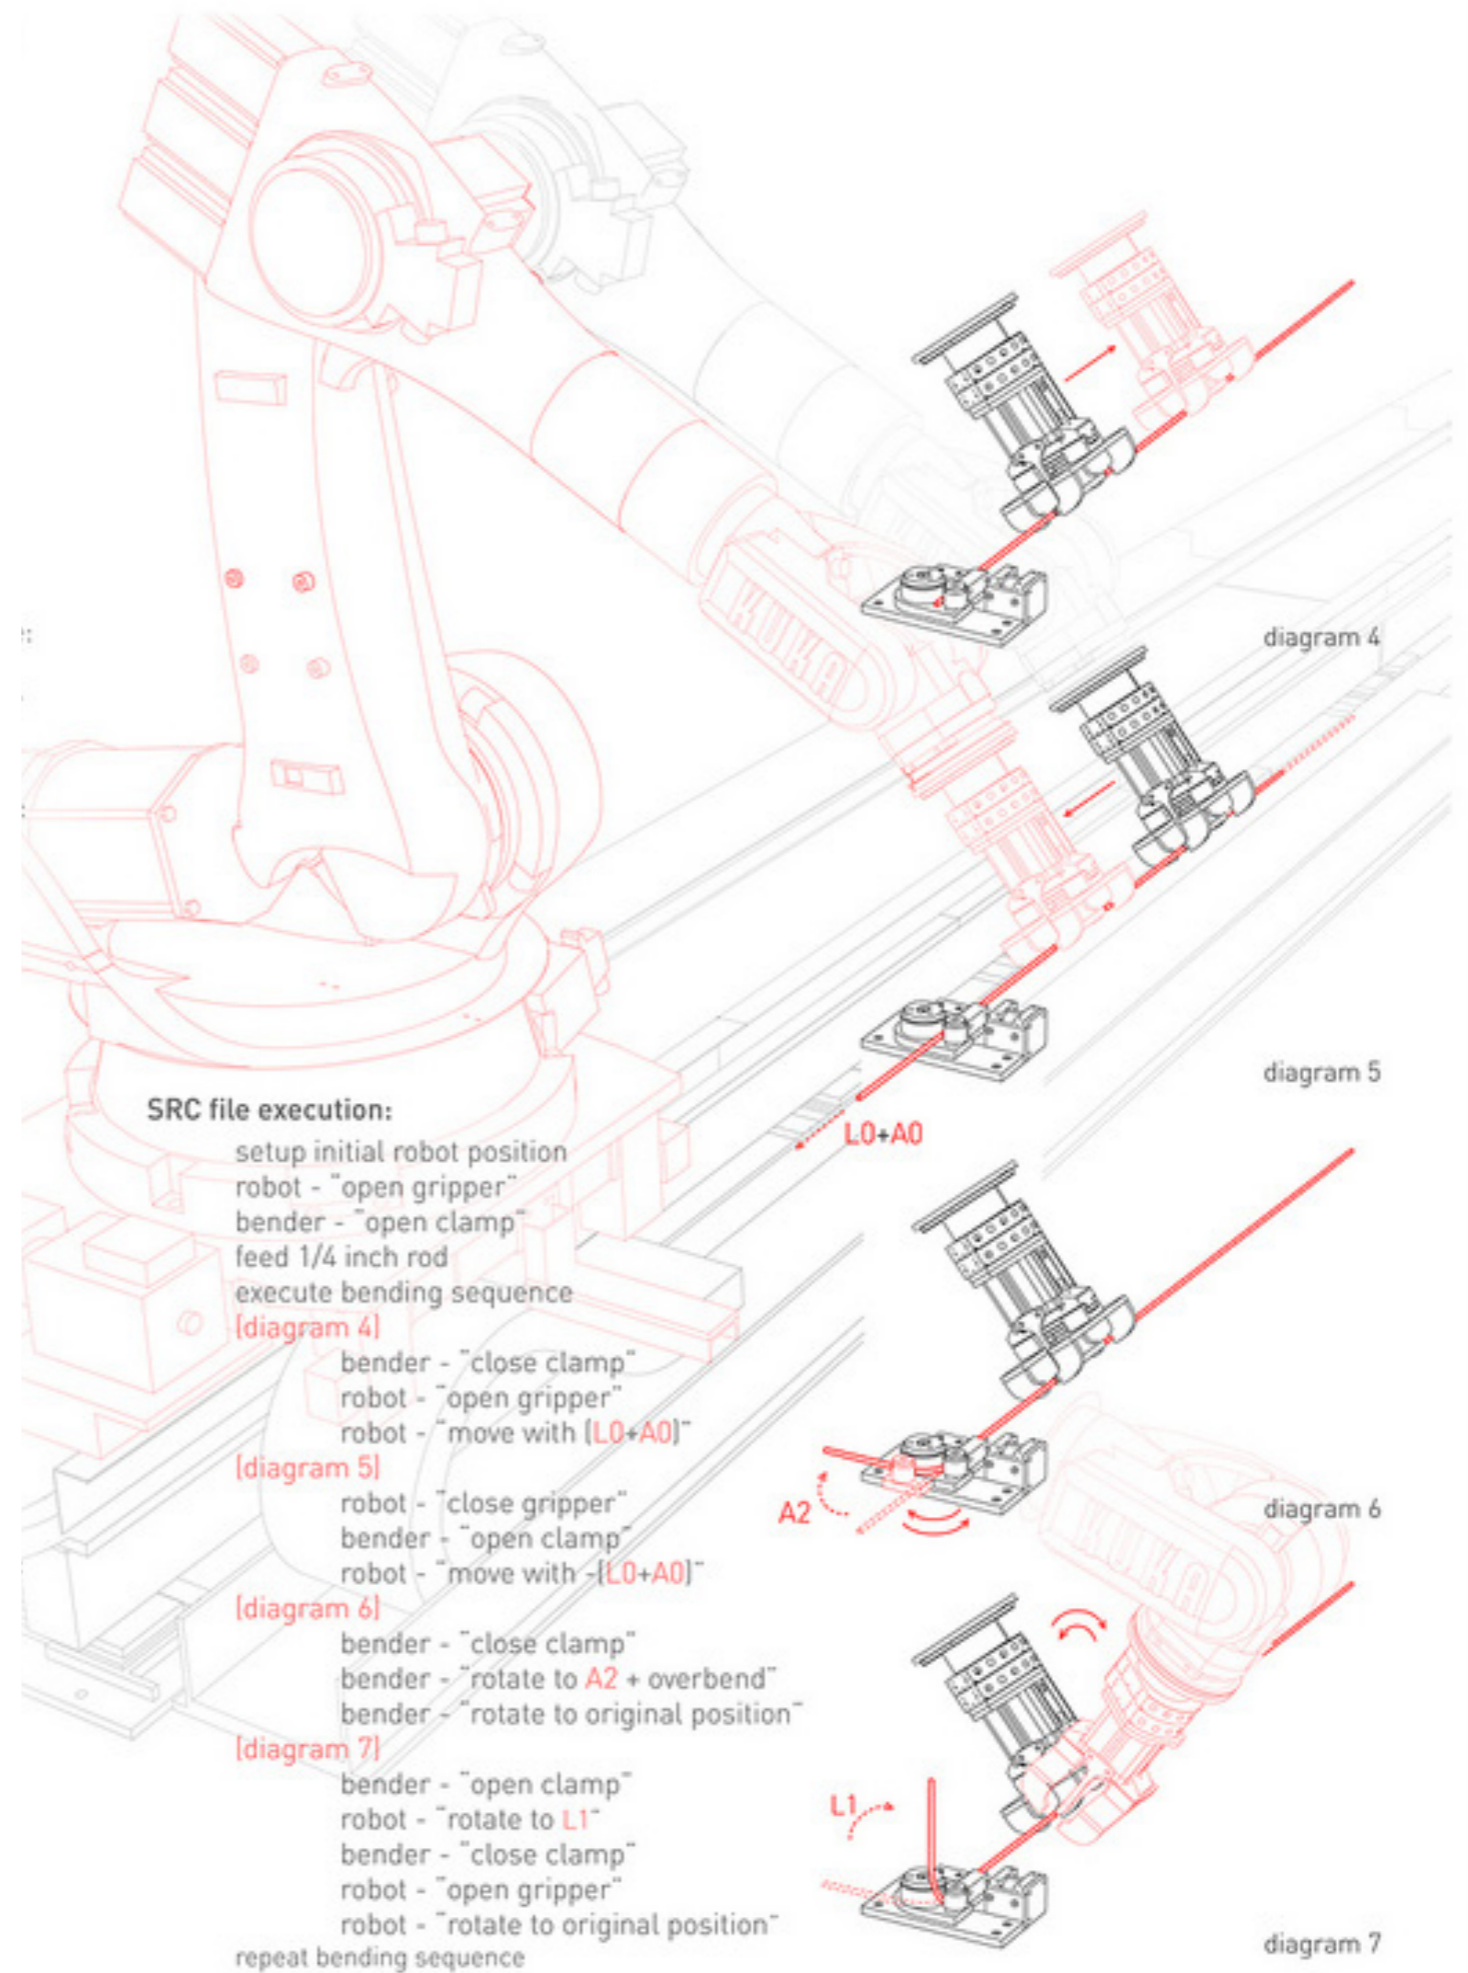 KUKA
diagram 4
diagram 5
L0+A0
SRC file execution:
setup initial robot position
robot - "open gripper"
bender - "open clamp"
feed 1/4 inch rod
execute bending sequence
[diagram 4]
bender - "close clamp"
robot - "open gripper"
robot - "move with [L0+A0]"
[diagram 5]
robot - "close gripper"
bender - "open clamp"
robot - "move with -[L0+A0]"
[diagram 6]
bender - "close clamp"
bender - "rotate to A2 + overbend"
bender - "rotate to original position"
[diagram 7]
bender - "open clamp"
robot - "rotate to L1"
bender - "close clamp"
robot - "open gripper"
robot - "rotate to original position"
repeat bending sequence
A2
diagram 6
KUKA
L1
diagram 7